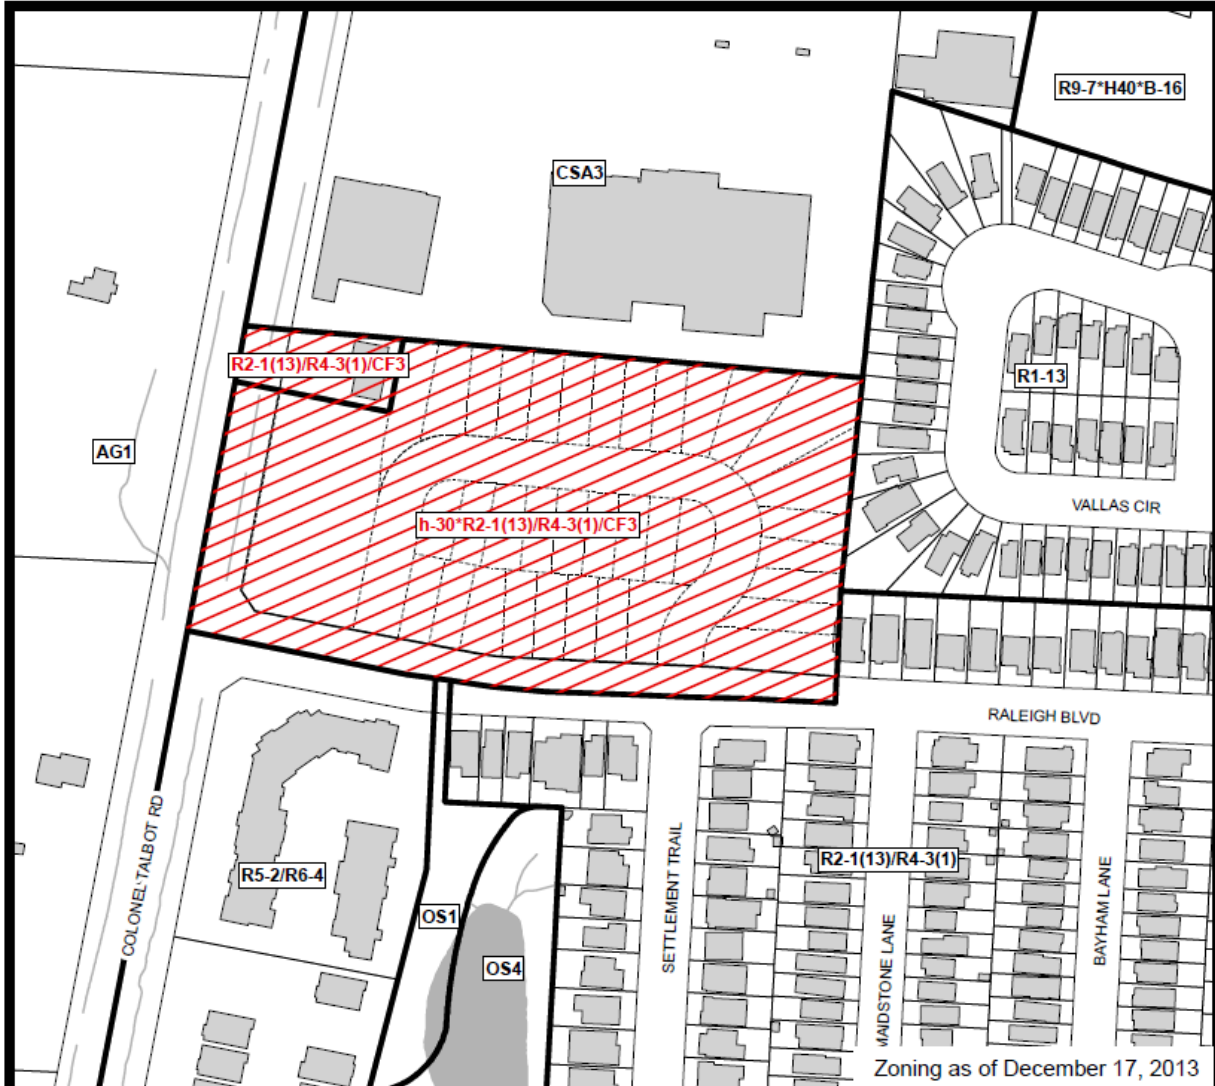 R9-7*H40*B-16
CSA3
R2-1(13)/R4-3(1)/CF3
R1-13
AG1
VALLAS CIR
h-30*R2-1(13)/R4-3(1)/CF3
RALEIGH BLVD
COLONEL TALBOT RD
R5-2/R6-4
OS1
OS4
SETTLEMENT TRAIL
R2-1(13)/R4-3(1)
MAIDSTONE LANE
BAYHAM LANE
Zoning as of December 17, 2013